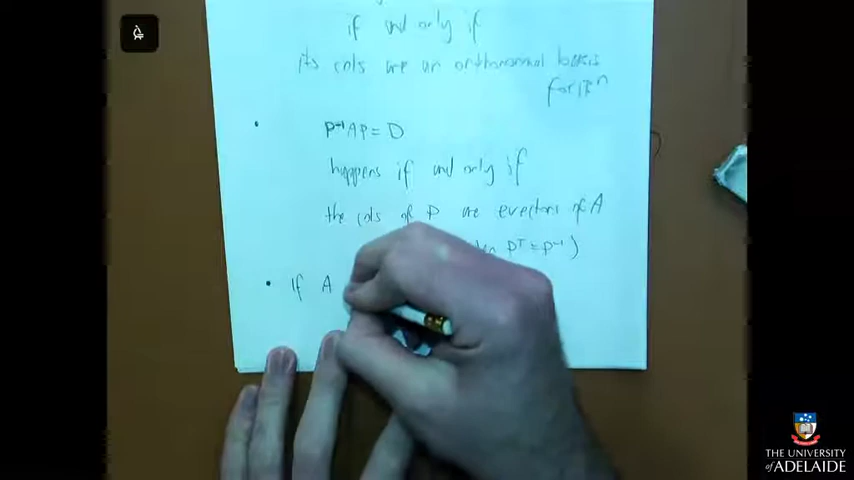 if and only if
its cols are an orthonormal basis
for ℝⁿ
• P⁻¹AP = D
happens if and only if
the cols of P are evectors of A
Pᵀ = P⁻¹)
• If A
THE UNIVERSITY
of ADELAIDE